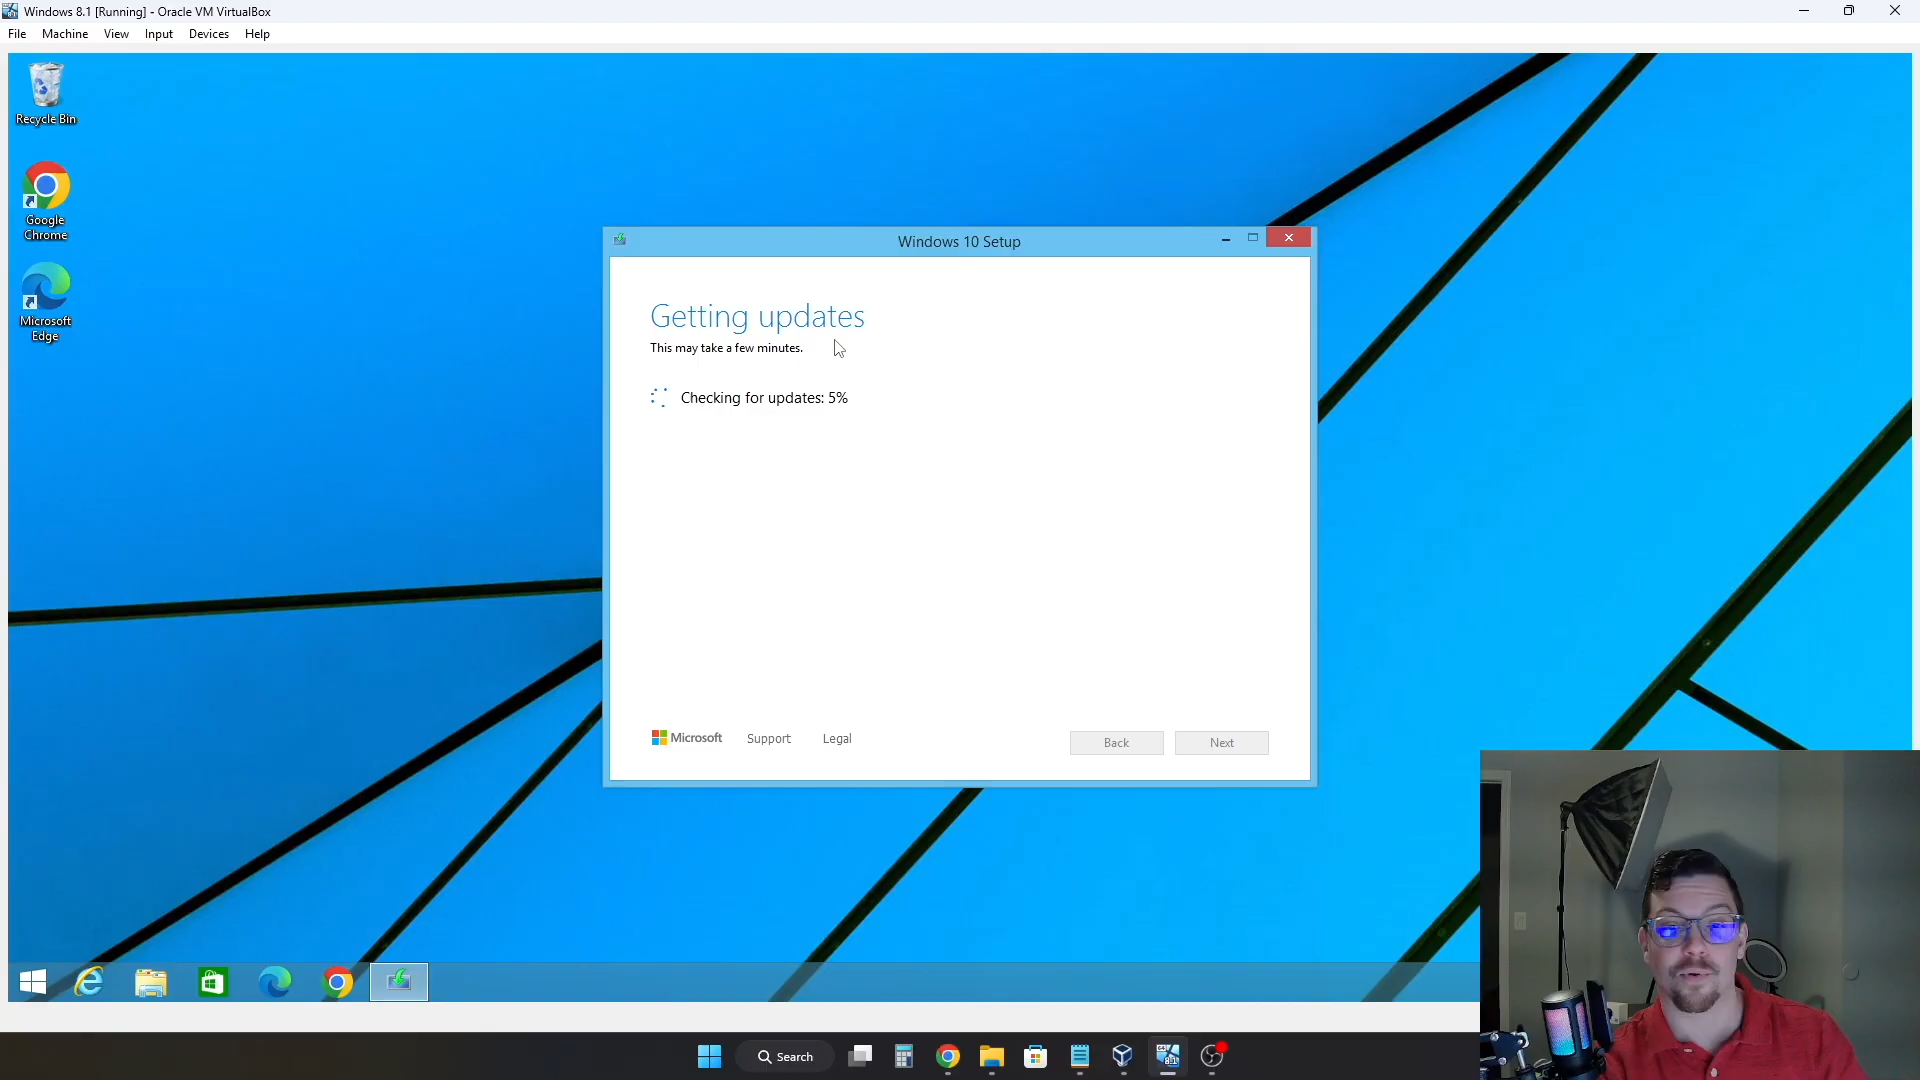 Windows 8.1 [Running] - Oracle VM VirtualBox
File Machine View Input Devices Help
Recycle Bin
Google
Chrome
Microsoft
Edge
Windows 10 Setup
Getting updates
This may take a few minutes.
Checking for updates: 5%
Microsoft Support Legal Back Next
Search